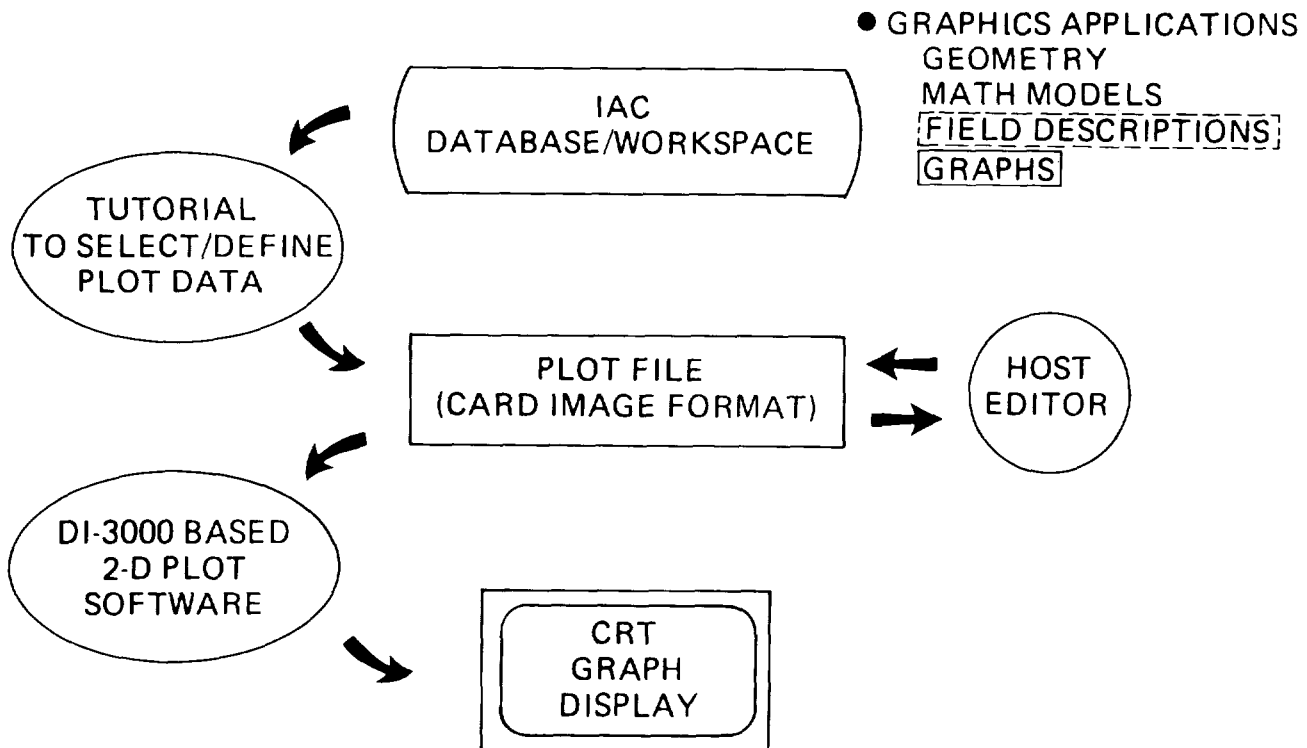 ● GRAPHICS APPLICATIONS
GEOMETRY
MATH MODELS
FIELD DESCRIPTIONS
GRAPHS
IAC
DATABASE/WORKSPACE
TUTORIAL
TO SELECT/DEFINE
PLOT DATA
PLOT FILE
(CARD IMAGE FORMAT)
HOST
EDITOR
DI-3000 BASED
2-D PLOT
SOFTWARE
CRT
GRAPH
DISPLAY